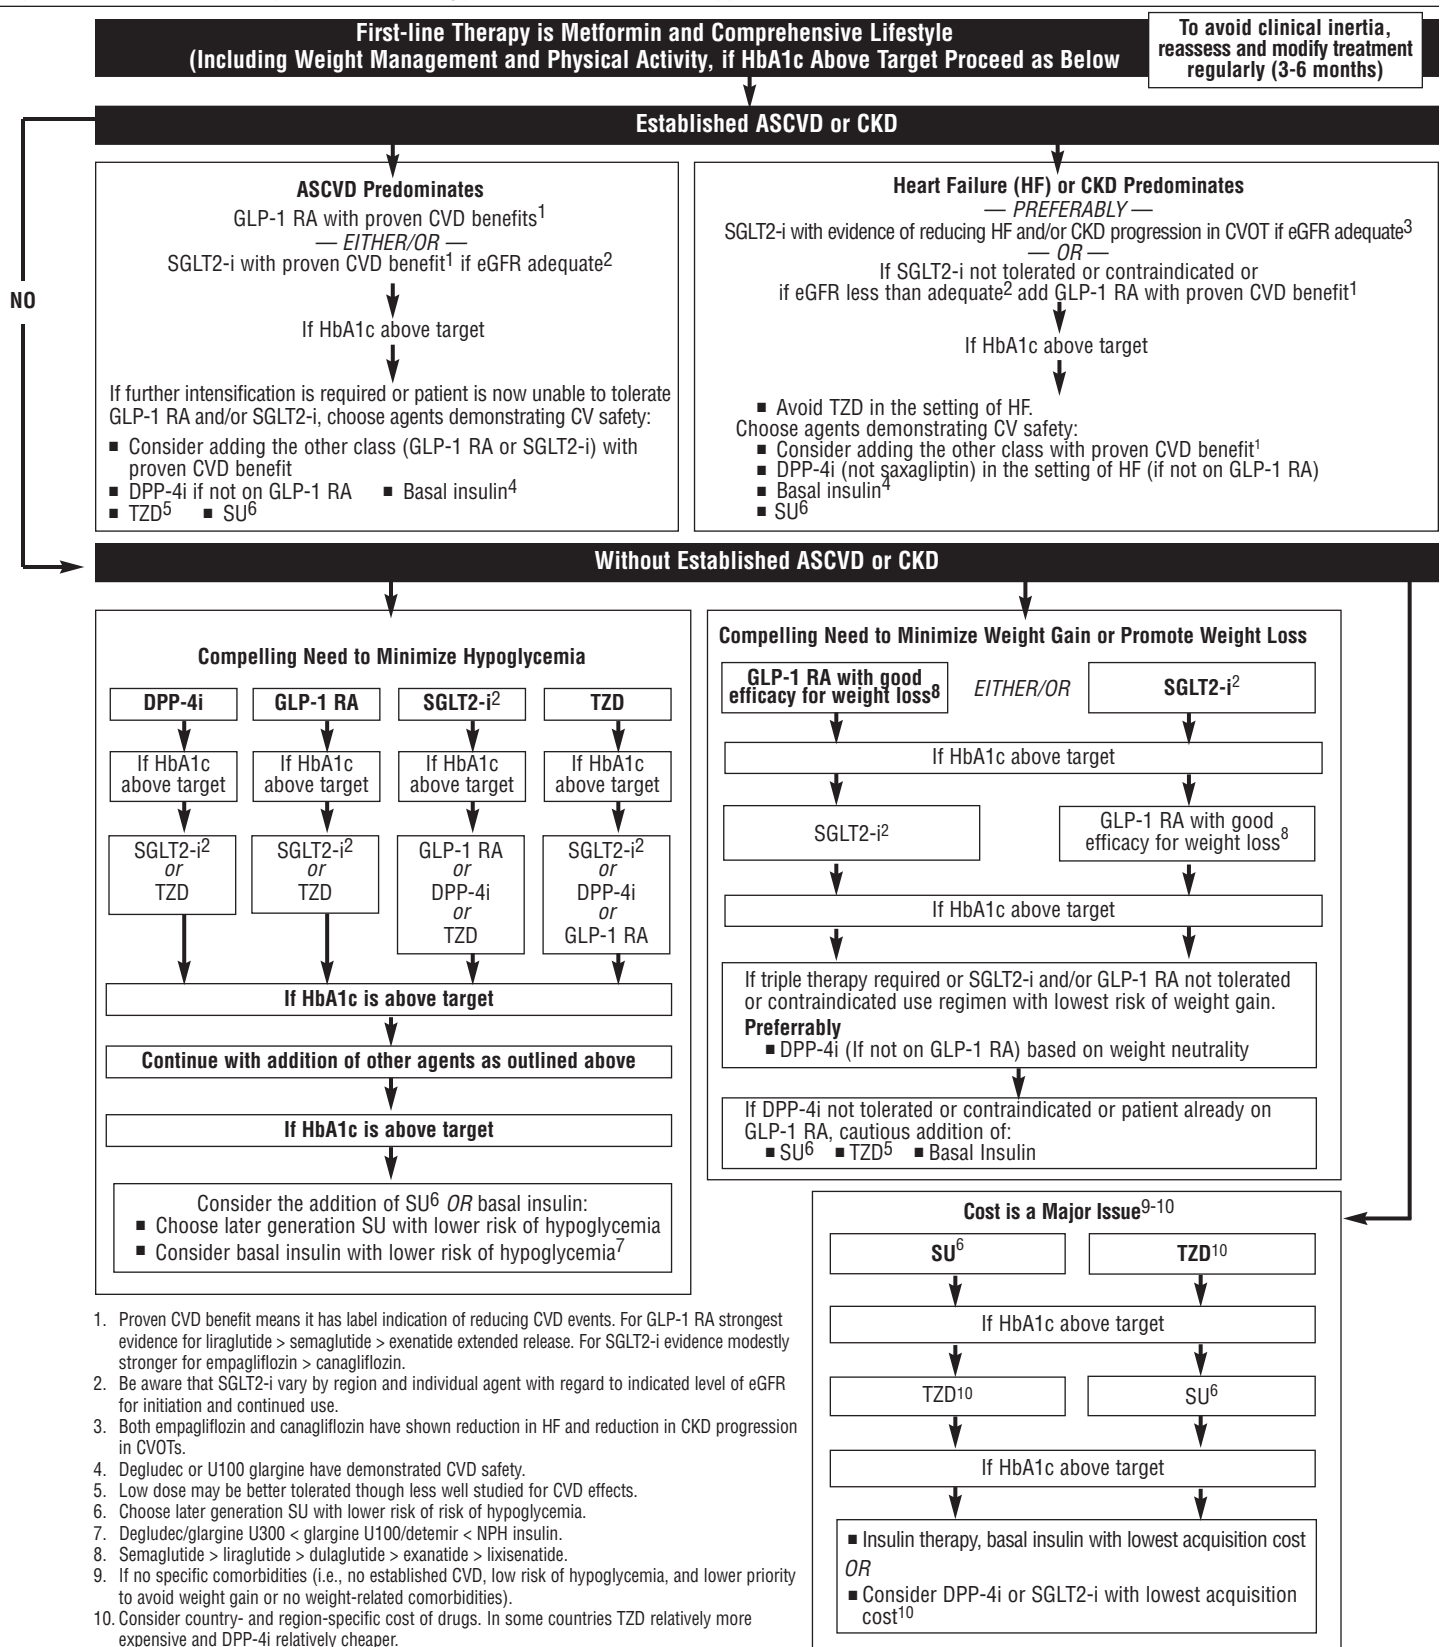 First-line Therapy is Metformin and Comprehensive Lifestyle
(Including Weight Management and Physical Activity, if HbA1c Above Target Proceed as Below
To avoid clinical inertia,
reassess and modify treatment
regularly (3-6 months)
Established ASCVD or CKD
NO
ASCVD Predominates
GLP-1 RA with proven CVD benefits1
— EITHER/OR —
SGLT2-i with proven CVD benefit1 if eGFR adequate2
If HbA1c above target
If further intensification is required or patient is now unable to tolerate
GLP-1 RA and/or SGLT2-i, choose agents demonstrating CV safety:
■ Consider adding the other class (GLP-1 RA or SGLT2-i) with
proven CVD benefit
■ DPP-4i if not on GLP-1 RA ■ Basal insulin4
■ TZD5 ■ SU6
Heart Failure (HF) or CKD Predominates
— PREFERABLY —
SGLT2-i with evidence of reducing HF and/or CKD progression in CVOT if eGFR adequate3
— OR —
If SGLT2-i not tolerated or contraindicated or
if eGFR less than adequate2 add GLP-1 RA with proven CVD benefit1
If HbA1c above target
■ Avoid TZD in the setting of HF.
Choose agents demonstrating CV safety:
■ Consider adding the other class with proven CVD benefit1
■ DPP-4i (not saxagliptin) in the setting of HF (if not on GLP-1 RA)
■ Basal insulin4
■ SU6
Without Established ASCVD or CKD
Compelling Need to Minimize Hypoglycemia
DPP-4i GLP-1 RA SGLT2-i2 TZD
If HbA1c If HbA1c If HbA1c If HbA1c
above target above target above target above target
SGLT2-i2 SGLT2-i2 GLP-1 RA SGLT2-i2
or or or or
TZD TZD DPP-4i DPP-4i
or or
TZD GLP-1 RA
If HbA1c is above target
Continue with addition of other agents as outlined above
If HbA1c is above target
Consider the addition of SU6 OR basal insulin:
■ Choose later generation SU with lower risk of hypoglycemia
■ Consider basal insulin with lower risk of hypoglycemia7
Compelling Need to Minimize Weight Gain or Promote Weight Loss
GLP-1 RA with good
efficacy for weight loss8
EITHER/OR
SGLT2-i2
If HbA1c above target
SGLT2-i2
GLP-1 RA with good
efficacy for weight loss8
If HbA1c above target
If triple therapy required or SGLT2-i and/or GLP-1 RA not tolerated
or contraindicated use regimen with lowest risk of weight gain.
Preferrably
■ DPP-4i (If not on GLP-1 RA) based on weight neutrality
If DPP-4i not tolerated or contraindicated or patient already on
GLP-1 RA, cautious addition of:
■ SU6 ■ TZD5 ■ Basal Insulin
Cost is a Major Issue9-10
SU6 TZD10
If HbA1c above target
TZD10 SU6
If HbA1c above target
■ Insulin therapy, basal insulin with lowest acquisition cost
OR
■ Consider DPP-4i or SGLT2-i with lowest acquisition
cost10
1. Proven CVD benefit means it has label indication of reducing CVD events. For GLP-1 RA strongest
evidence for liraglutide > semaglutide > exenatide extended release. For SGLT2-i evidence modestly
stronger for empagliflozin > canagliflozin.
2. Be aware that SGLT2-i vary by region and individual agent with regard to indicated level of eGFR
for initiation and continued use.
3. Both empagliflozin and canagliflozin have shown reduction in HF and reduction in CKD progression
in CVOTs.
4. Degludec or U100 glargine have demonstrated CVD safety.
5. Low dose may be better tolerated though less well studied for CVD effects.
6. Choose later generation SU with lower risk of risk of hypoglycemia.
7. Degludec/glargine U300 < glargine U100/detemir < NPH insulin.
8. Semaglutide > liraglutide > dulaglutide > exanatide > lixisenatide.
9. If no specific comorbidities (i.e., no established CVD, low risk of hypoglycemia, and lower priority
to avoid weight gain or no weight-related comorbidities).
10. Consider country- and region-specific cost of drugs. In some countries TZD relatively more
expensive and DPP-4i relatively cheaper.